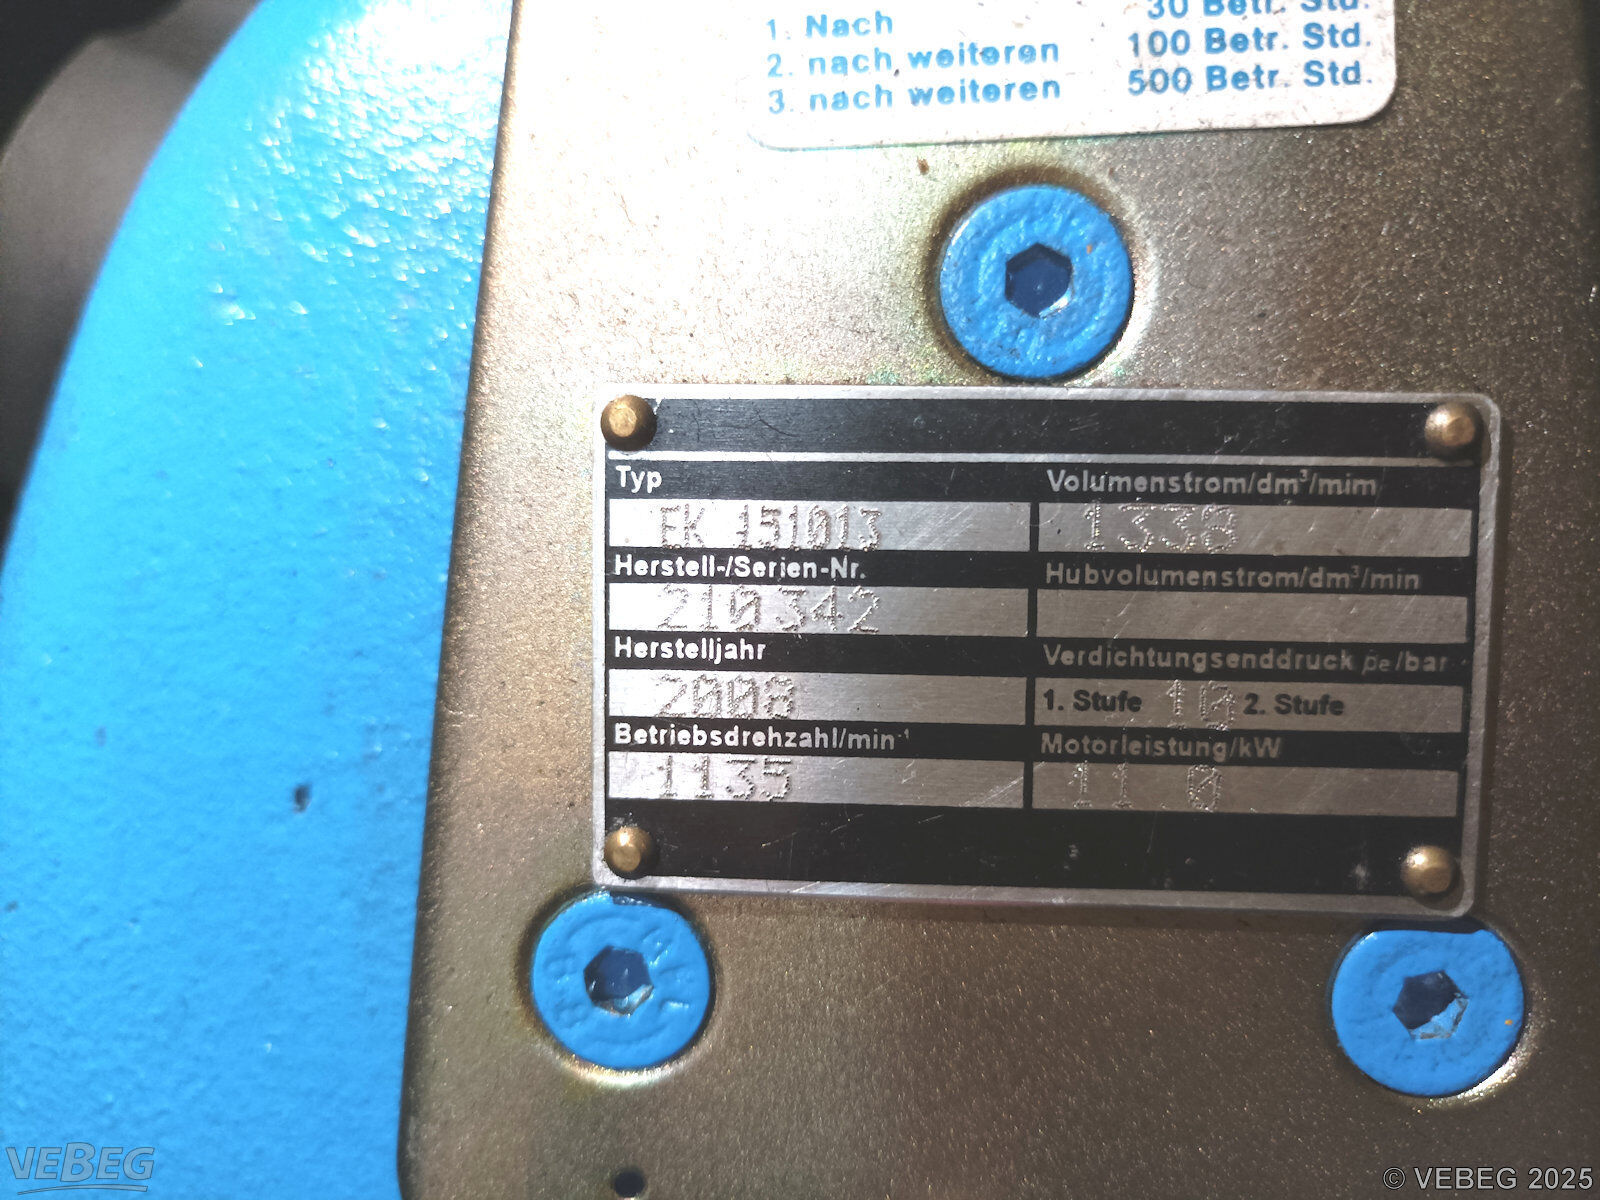 1. Nach 30 Betr. Std.
2. nach weiteren 100 Betr. Std.
3. nach weiteren 500 Betr. Std.
Typ Volumenstrom/dm³/mim
EK 151013 1338
Herstell-/Serien-Nr. Hubvolumenstrom/dm³/min
210342
Herstelljahr Verdichtungsenddruck pe/bar
2008 1. Stufe 10 2. Stufe
Betriebsdrehzahl/min⁻¹ Motorleistung/kW
1135 11.0
VEBEG © VEBEG 2025